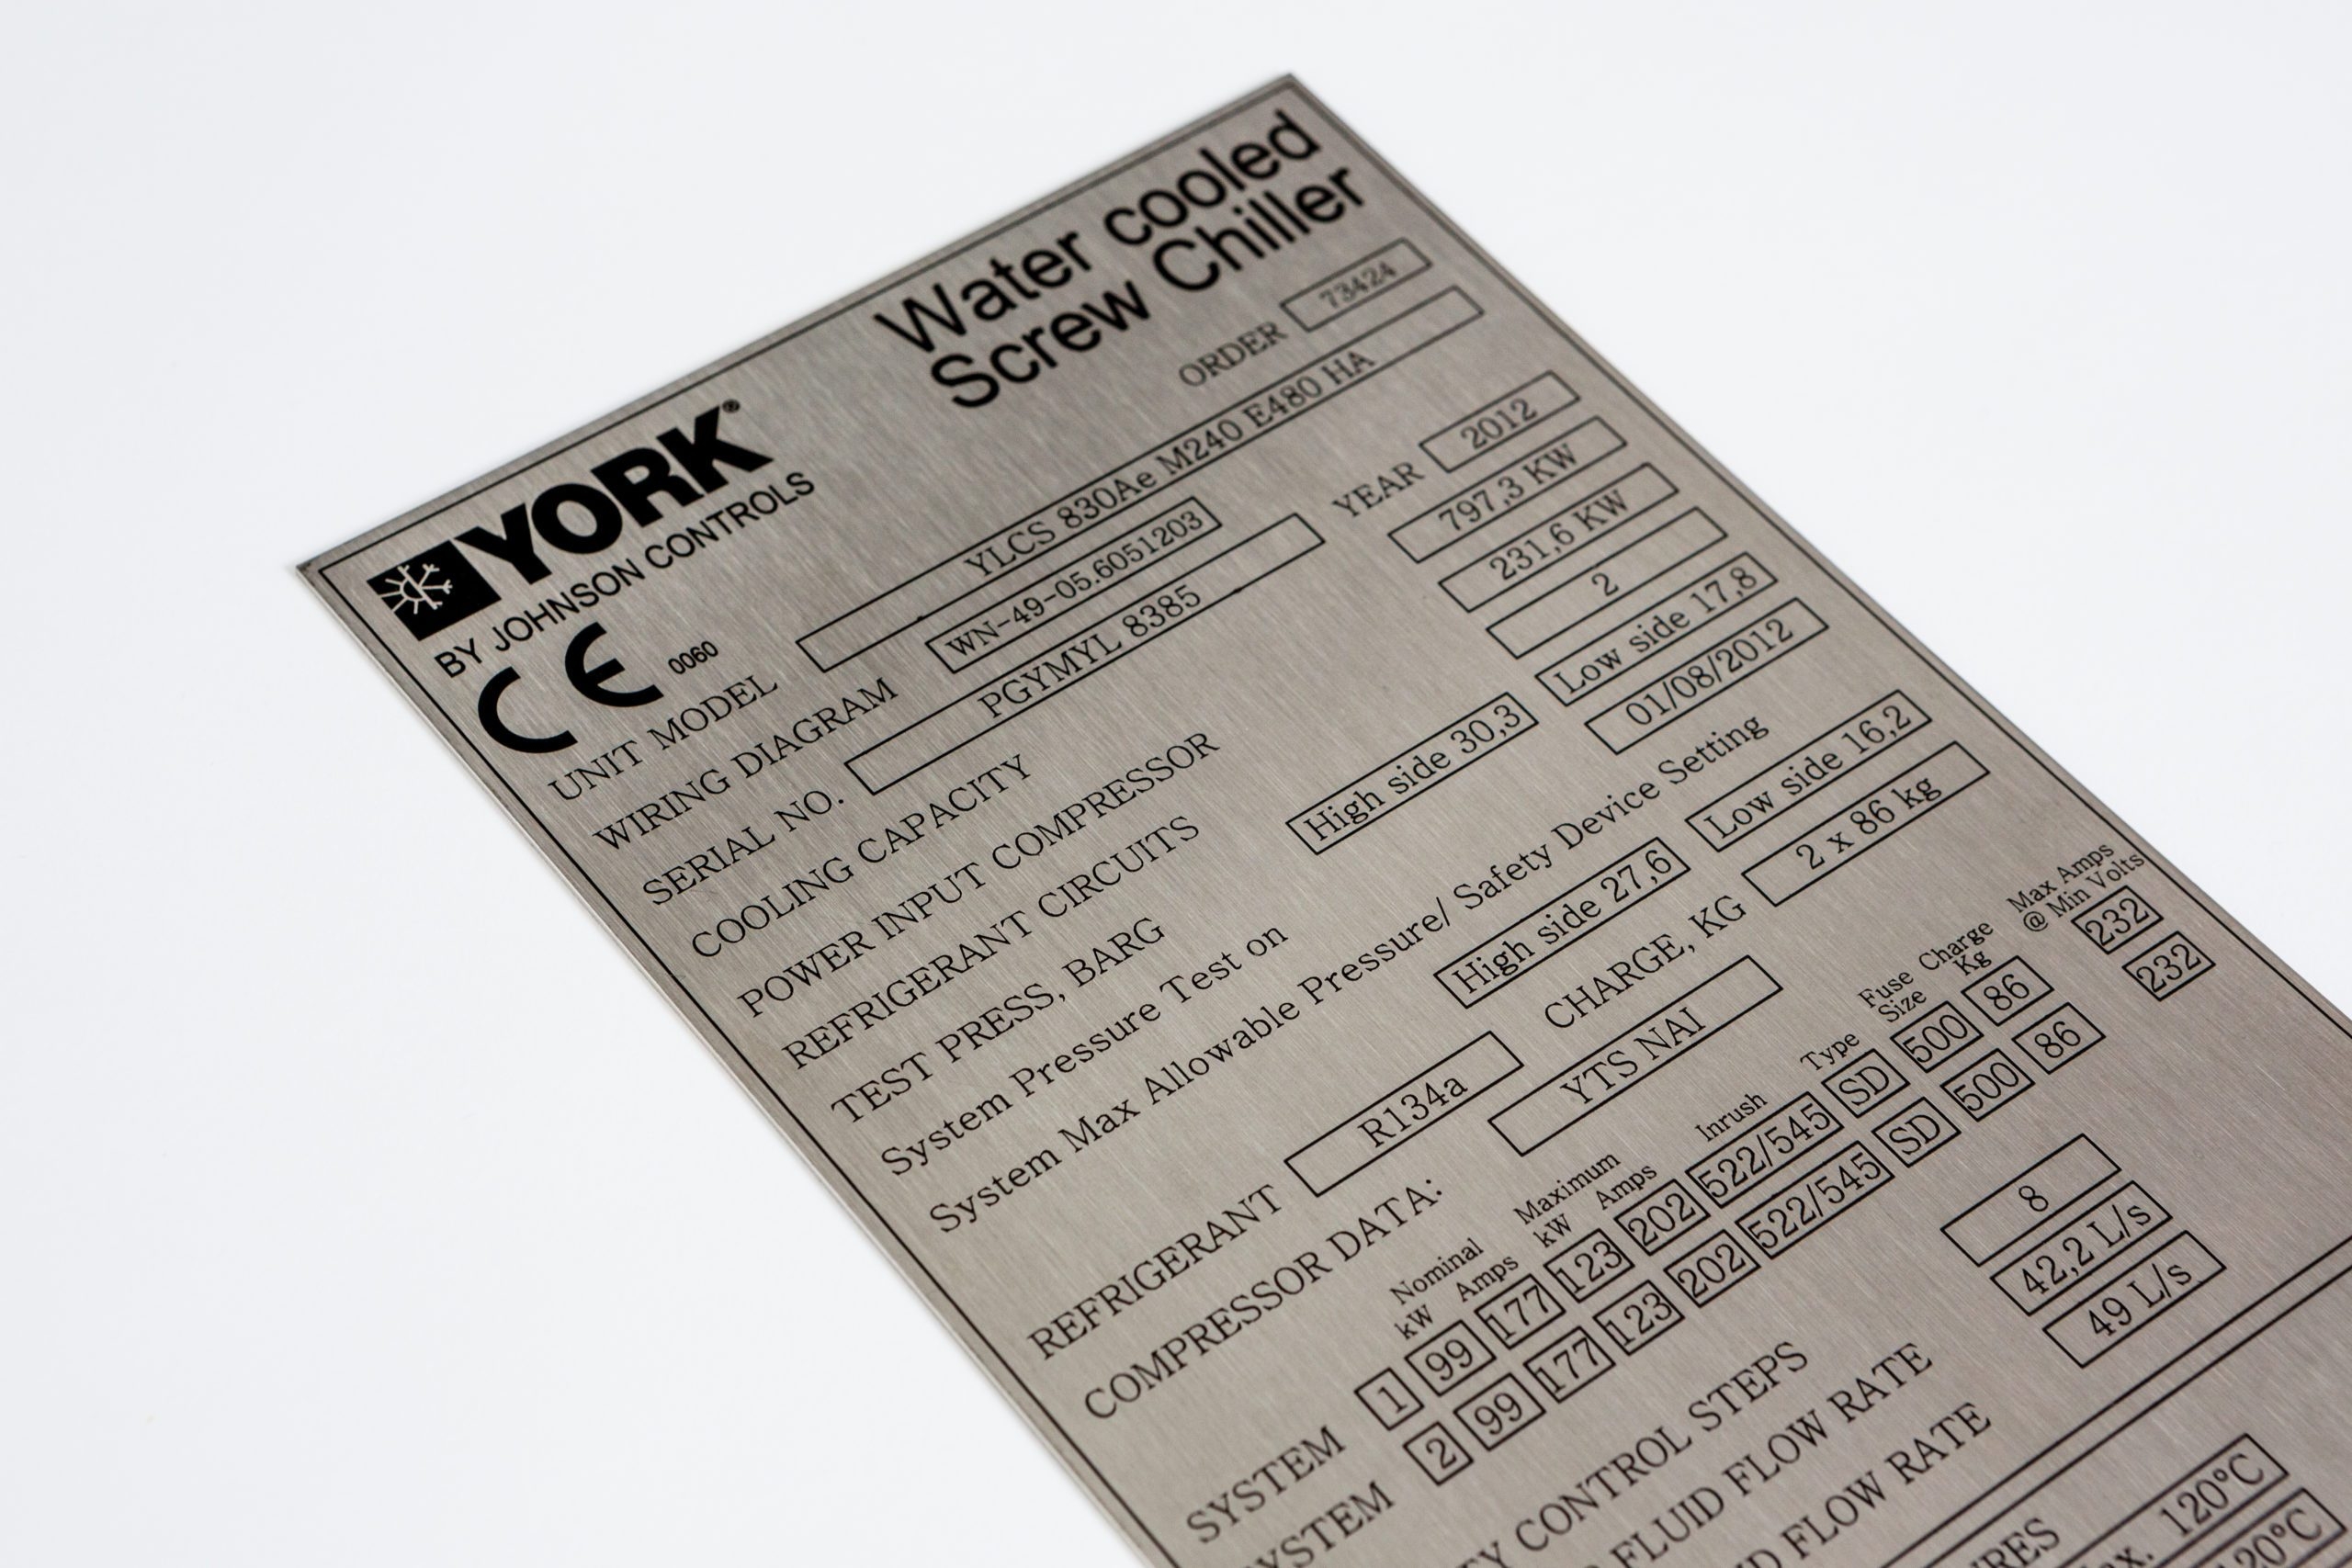 YORK®
BY JOHNSON CONTROLS
Water cooled
Screw Chiller
CE 0060
ORDER 73424
UNIT MODEL YLCS 830Ae M240 E480 HA
WIRING DIAGRAM WN-49-05.6051203
SERIAL NO. PGYMYL 8385 YEAR 2012
COOLING CAPACITY 797,3 KW
POWER INPUT COMPRESSOR 231,6 KW
REFRIGERANT CIRCUITS 2
TEST PRESS, BARG High side 30,3 Low side 17,8
System Pressure Test on 01/08/2012
System Max Allowable Pressure/ Safety Device Setting
High side 27,6 Low side 16,2
REFRIGERANT R134a CHARGE, KG 2 x 86 kg
COMPRESSOR DATA: YTS NAI
Nominal Maximum Inrush Type Fuse Charge Max Amps
kW Amps kW Amps Size Kg @ Min Volts
SYSTEM 1 99 177 123 202 522/545 SD 500 86 232
SYSTEM 2 99 177 123 202 522/545 SD 500 86 232
CONTROL STEPS 8
FLUID FLOW RATE 42,2 L/s
FLOW RATE 49 L/s
120°C